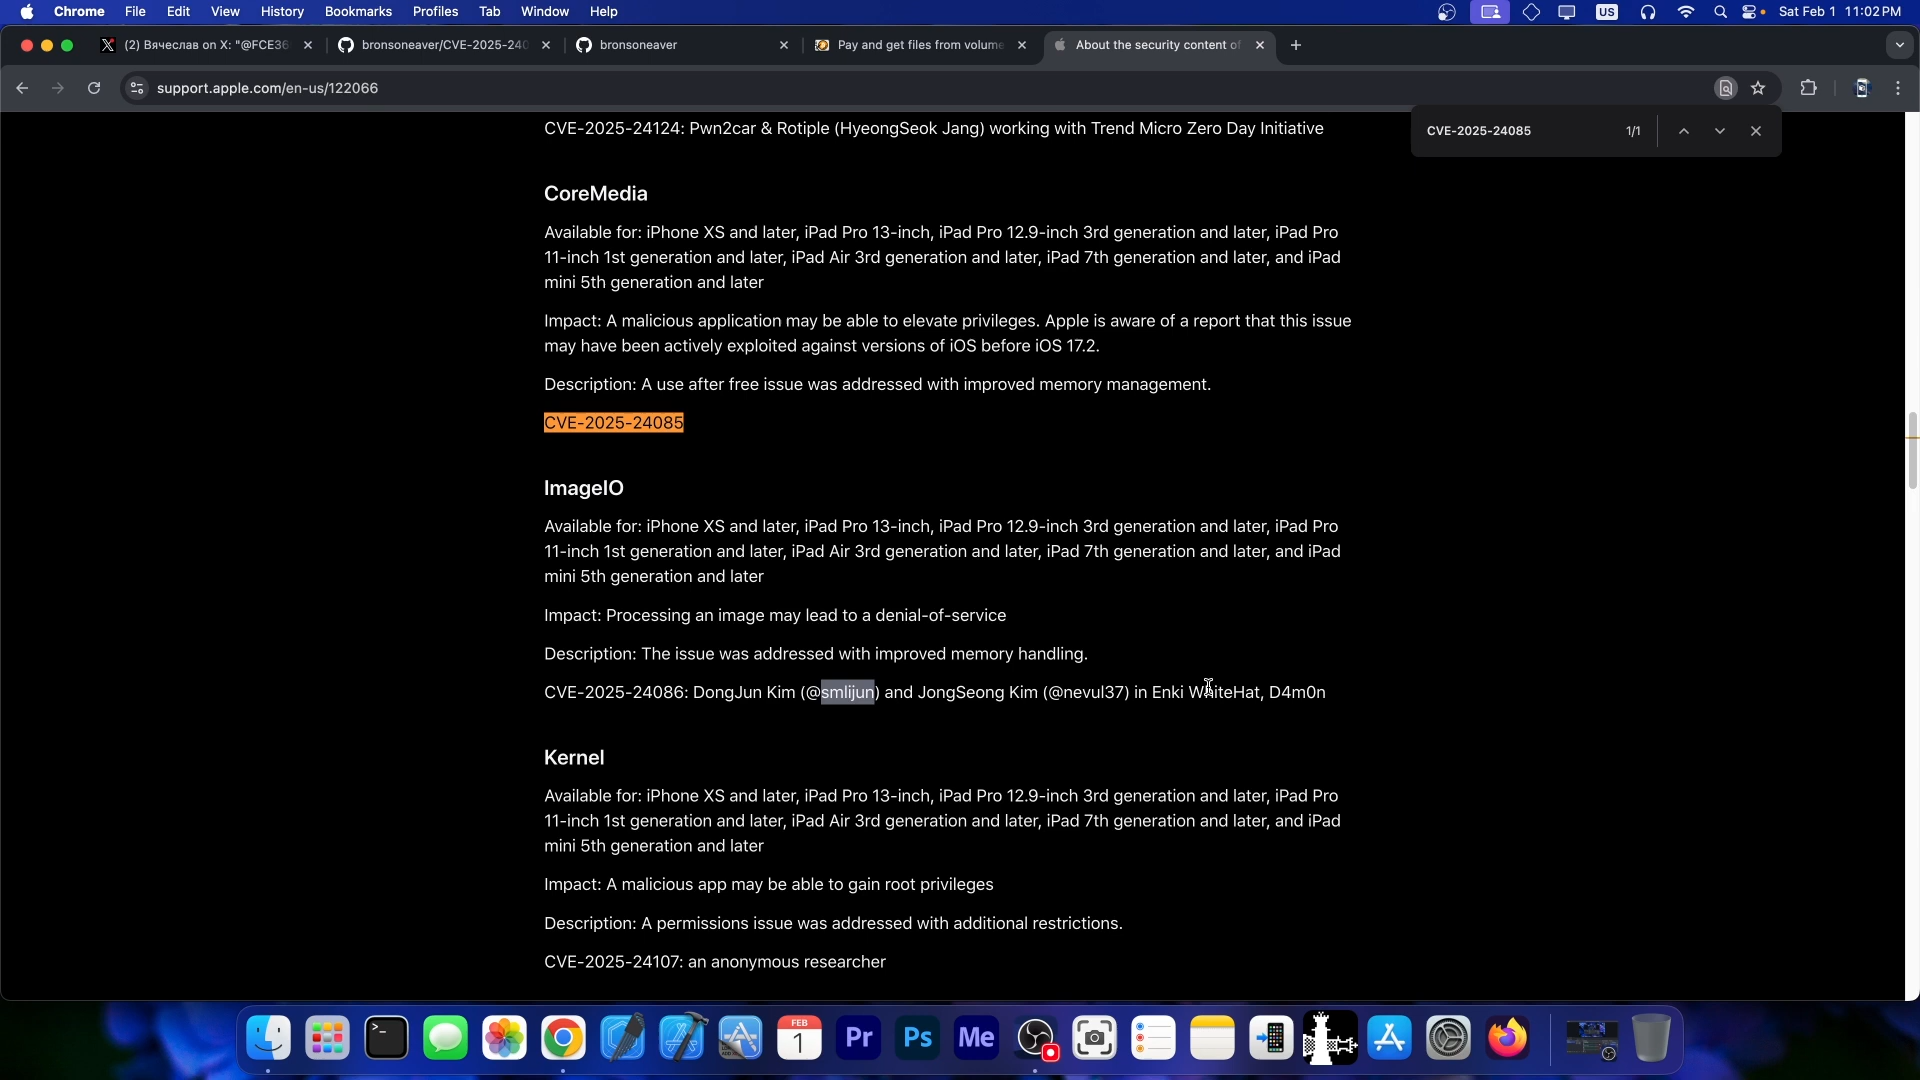 Chrome File Edit View History Bookmarks Profiles Tab Window Help US Sat Feb 1 11:02 PM
(2) Вячеслав on X: "@FCE36 bronsoneaver/CVE-2025-240 bronsoneaver Pay and get files from volume About the security content of
support.apple.com/en-us/122066
CVE-2025-24085 1/1
CVE-2025-24124: Pwn2car & Rotiple (HyeongSeok Jang) working with Trend Micro Zero Day Initiative
CoreMedia
Available for: iPhone XS and later, iPad Pro 13-inch, iPad Pro 12.9-inch 3rd generation and later, iPad Pro
11-inch 1st generation and later, iPad Air 3rd generation and later, iPad 7th generation and later, and iPad
mini 5th generation and later
Impact: A malicious application may be able to elevate privileges. Apple is aware of a report that this issue
may have been actively exploited against versions of iOS before iOS 17.2.
Description: A use after free issue was addressed with improved memory management.
CVE-2025-24085
ImageIO
Available for: iPhone XS and later, iPad Pro 13-inch, iPad Pro 12.9-inch 3rd generation and later, iPad Pro
11-inch 1st generation and later, iPad Air 3rd generation and later, iPad 7th generation and later, and iPad
mini 5th generation and later
Impact: Processing an image may lead to a denial-of-service
Description: The issue was addressed with improved memory handling.
CVE-2025-24086: DongJun Kim (@smlijun) and JongSeong Kim (@nevul37) in Enki WhiteHat, D4m0n
Kernel
Available for: iPhone XS and later, iPad Pro 13-inch, iPad Pro 12.9-inch 3rd generation and later, iPad Pro
11-inch 1st generation and later, iPad Air 3rd generation and later, iPad 7th generation and later, and iPad
mini 5th generation and later
Impact: A malicious app may be able to gain root privileges
Description: A permissions issue was addressed with additional restrictions.
CVE-2025-24107: an anonymous researcher
FEB
1 Pr Ps Me